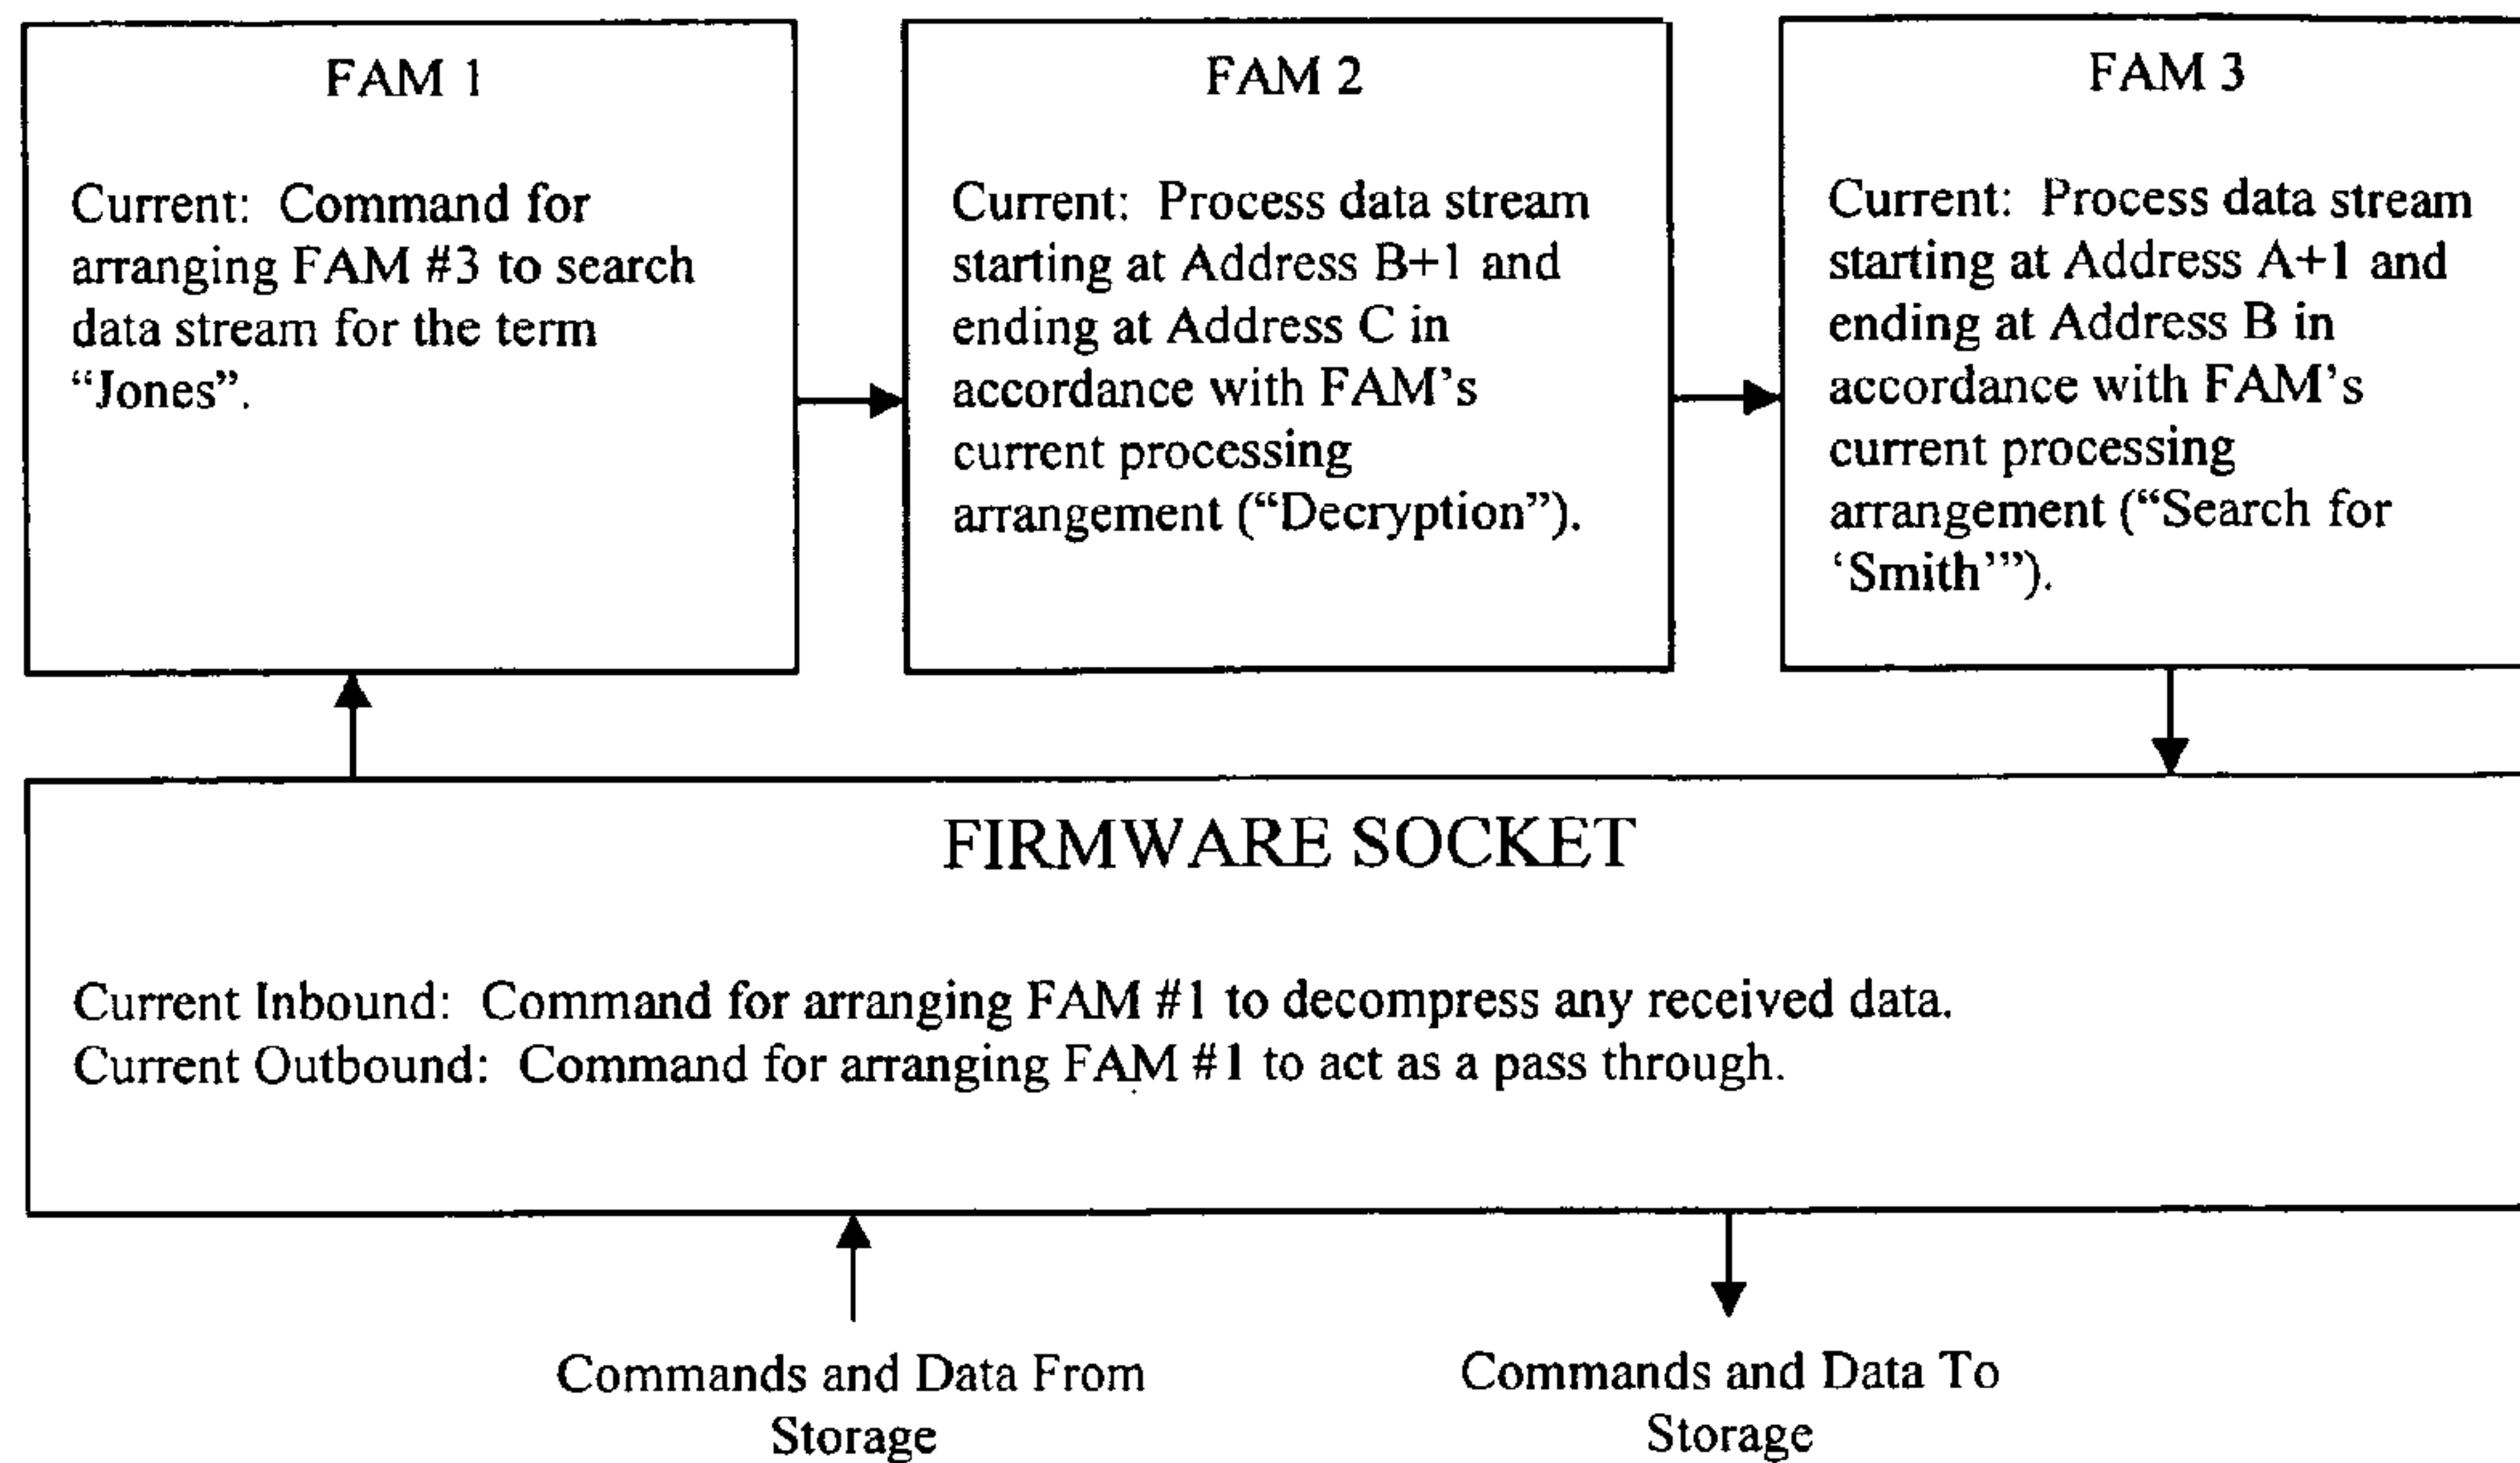 FAM 1
Current: Command for
arranging FAM #3 to search
data stream for the term
“Jones”.
FAM 2
Current: Process data stream
starting at Address B+1 and
ending at Address C in
accordance with FAM’s
current processing
arrangement (“Decryption”).
FAM 3
Current: Process data stream
starting at Address A+1 and
ending at Address B in
accordance with FAM’s
current processing
arrangement (“Search for
‘Smith’”).
FIRMWARE SOCKET
Current Inbound: Command for arranging FAM #1 to decompress any received data.
Current Outbound: Command for arranging FAM #1 to act as a pass through.
Commands and Data From
Storage
Commands and Data To
Storage